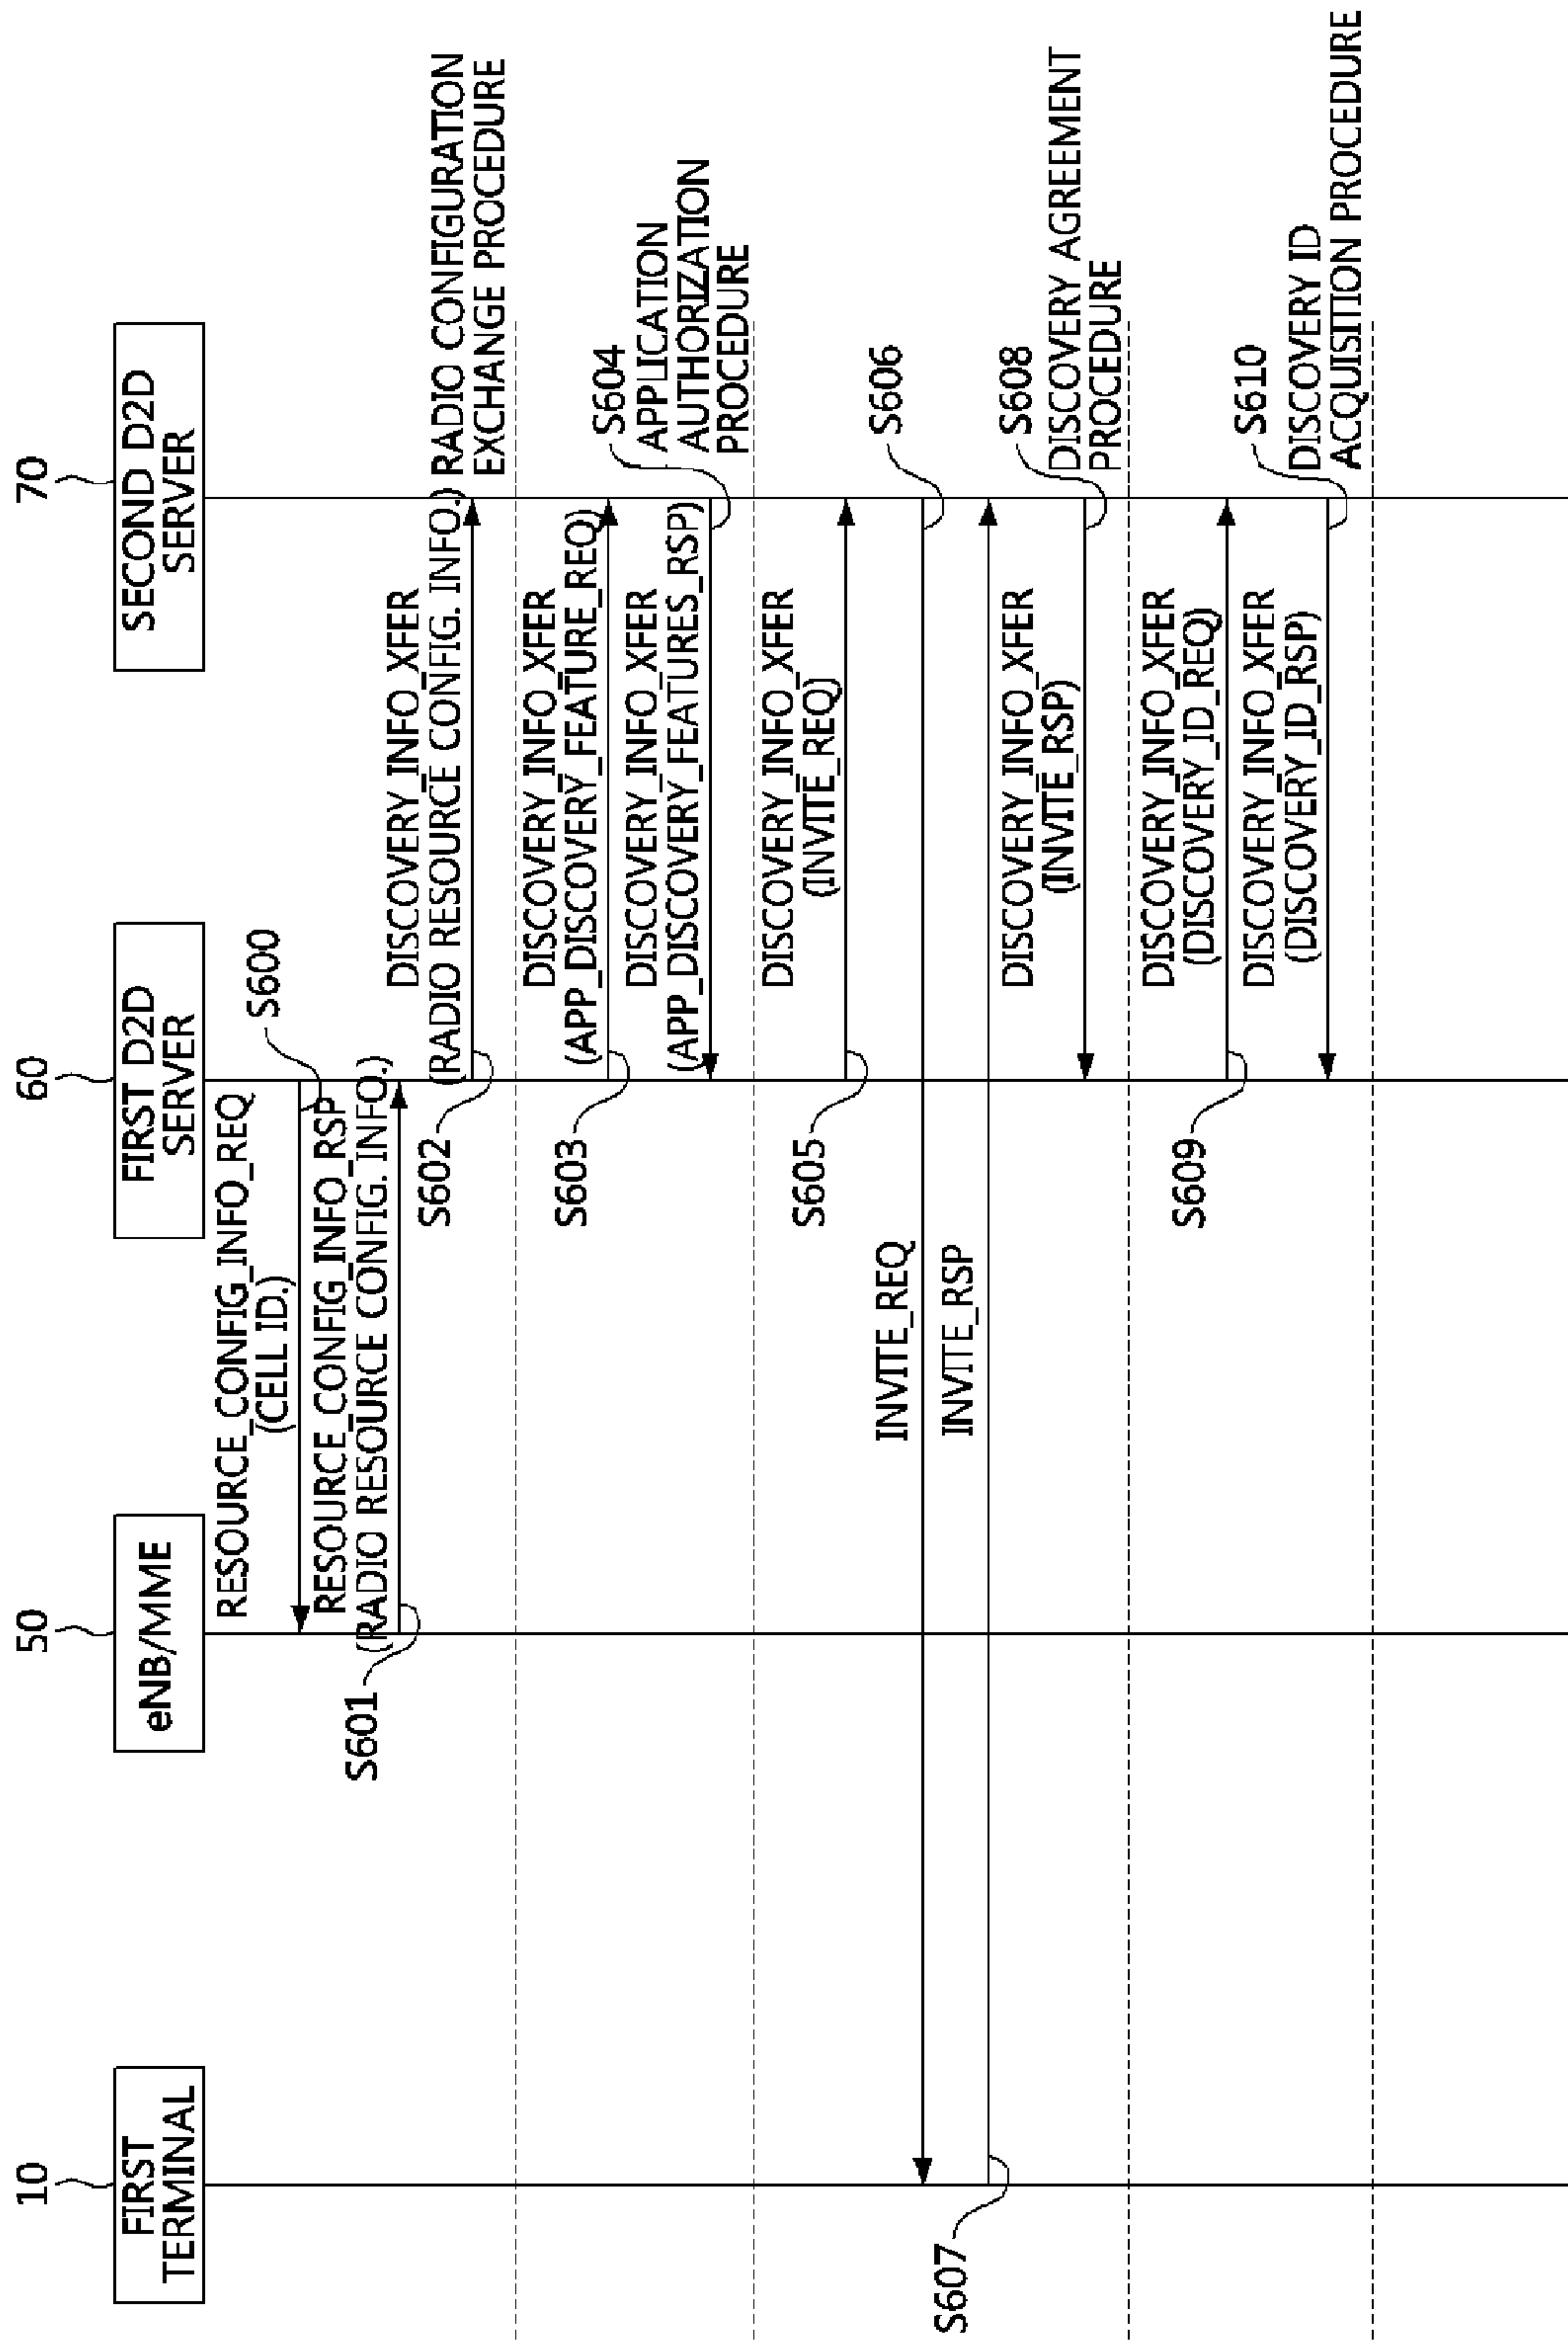 10
FIRST
TERMINAL
50
eNB/MME
60
FIRST D2D
SERVER
70
SECOND D2D
SERVER
RESOURCE_CONFIG_INFO_REQ
(CELL ID.)
S600
RESOURCE_CONFIG_INFO_RSP
(RADIO RESOURCE CONFIG. INFO.)
S601
DISCOVERY_INFO_XFER
(RADIO RESOURCE CONFIG. INFO.)
S602
RADIO CONFIGURATION
EXCHANGE PROCEDURE
DISCOVERY_INFO_XFER
(APP_DISCOVERY_FEATURE_REQ)
S603
DISCOVERY_INFO_XFER
(APP_DISCOVERY_FEATURES_RSP)
S604
APPLICATION
AUTHORIZATION
PROCEDURE
DISCOVERY_INFO_XFER
(INVITE_REQ)
S605
INVITE_REQ
S606
INVITE_RSP
S607
DISCOVERY_INFO_XFER
(INVITE_RSP)
S608
DISCOVERY AGREEMENT
PROCEDURE
DISCOVERY_INFO_XFER
(DISCOVERY_ID_REQ)
S609
DISCOVERY_INFO_XFER
(DISCOVERY_ID_RSP)
S610
DISCOVERY ID
ACQUISITION PROCEDURE